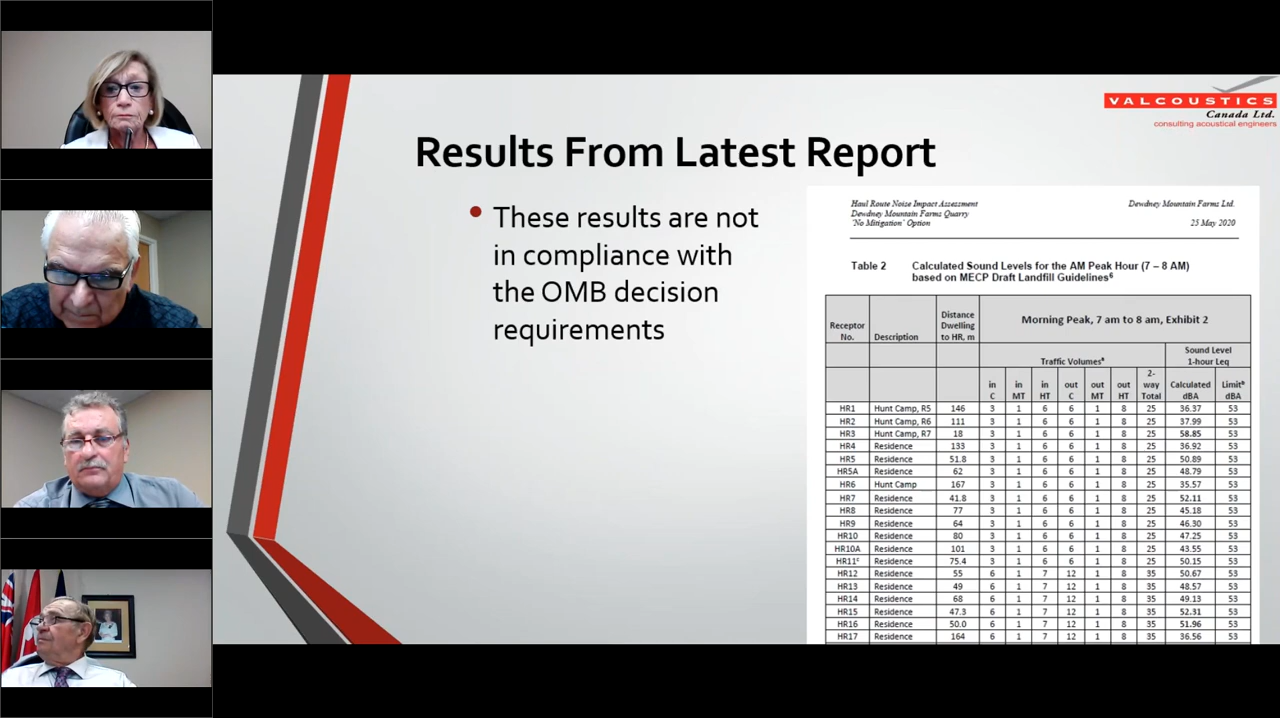 VALCOUSTICS
Canada Ltd.
consulting acoustical engineers
Results From Latest Report
• These results are not
in compliance with
the OMB decision
requirements
Haul Route Noise Impact Assessment Dewdney Mountain Farms Ltd.
Dewdney Mountain Farms Quarry
'No Mitigation' Option 25 May 2020
Table 2 Calculated Sound Levels for the AM Peak Hour (7 – 8 AM)
based on MECP Draft Landfill Guidelines⁶
Receptor No. Description Distance Dwelling to HR, m Morning Peak, 7 am to 8 am, Exhibit 2
Traffic Volumesᵃ Sound Level 1-hour Leq
in C in MT in HT out C out MT out HT 2-way Total Calculated dBA Limitᵇ dBA
HR1 Hunt Camp, R5 146 3 1 6 6 1 8 25 36.37 53
HR2 Hunt Camp, R6 111 3 1 6 6 1 8 25 37.99 53
HR3 Hunt Camp, R7 18 3 1 6 6 1 8 25 58.85 53
HR4 Residence 133 3 1 6 6 1 8 25 36.92 53
HR5 Residence 51.8 3 1 6 6 1 8 25 50.89 53
HR5A Residence 62 3 1 6 6 1 8 25 48.79 53
HR6 Hunt Camp 167 3 1 6 6 1 8 25 35.57 53
HR7 Residence 41.8 3 1 6 6 1 8 25 52.11 53
HR8 Residence 77 3 1 6 6 1 8 25 45.18 53
HR9 Residence 64 3 1 6 6 1 8 25 46.30 53
HR10 Residence 80 3 1 6 6 1 8 25 47.25 53
HR10A Residence 101 3 1 6 6 1 8 25 43.55 53
HR11ᶜ Residence 75.4 3 1 6 6 1 8 25 50.15 53
HR12 Residence 55 6 1 7 12 1 8 35 50.67 53
HR13 Residence 49 6 1 7 12 1 8 35 48.57 53
HR14 Residence 68 6 1 7 12 1 8 35 49.13 53
HR15 Residence 47.3 6 1 7 12 1 8 35 52.31 53
HR16 Residence 50.0 6 1 7 12 1 8 35 51.96 53
HR17 Residence 164 6 1 7 12 1 8 35 36.56 53